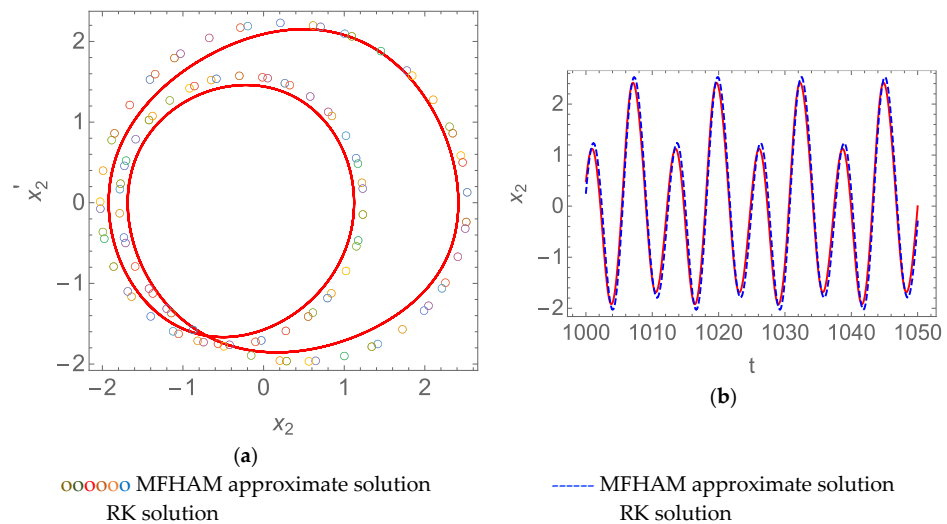 2
1
0
−1
−2
x₂'
−2 −1 0 1 2
x₂
(a)
2
1
0
−1
−2
x₂
1000 1010 1020 1030 1040 1050
t
(b)
oooooo MFHAM approximate solution
RK solution
------ MFHAM approximate solution
RK solution